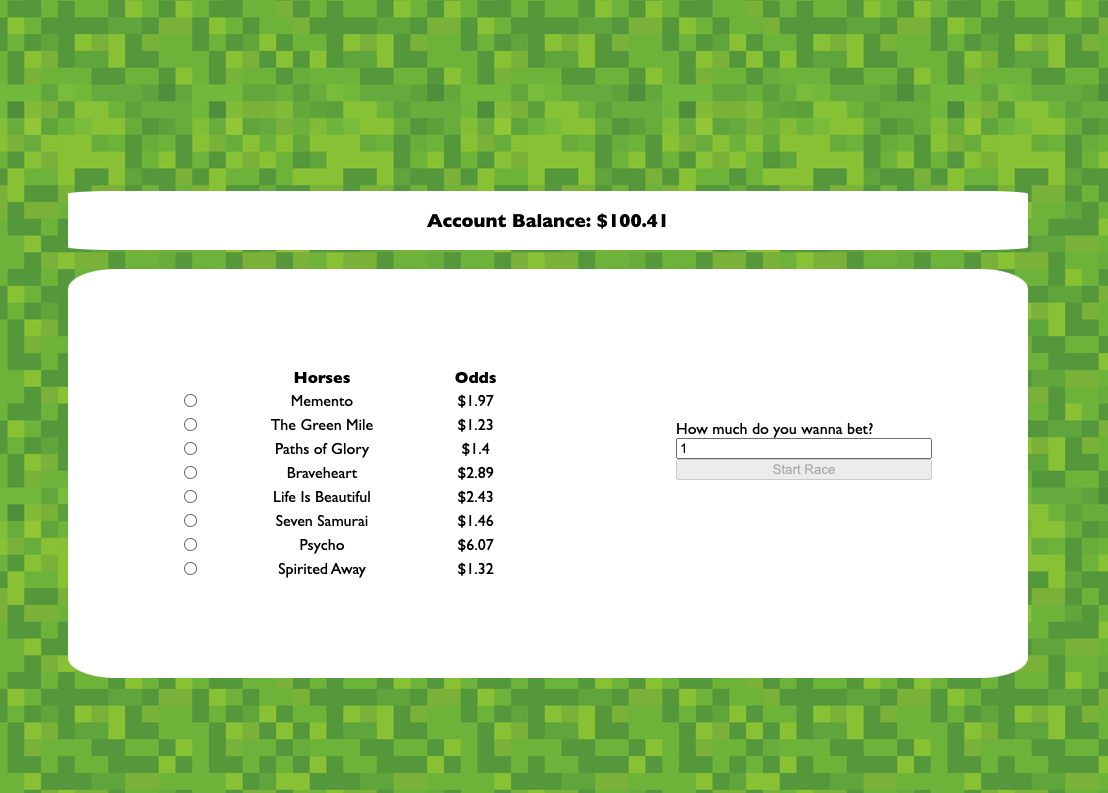 Account Balance: $100.41
Horses Odds
Memento $1.97
The Green Mile $1.23
Paths of Glory $1.4
Braveheart $2.89
Life Is Beautiful $2.43
Seven Samurai $1.46
Psycho $6.07
Spirited Away $1.32
How much do you wanna bet?
1
Start Race